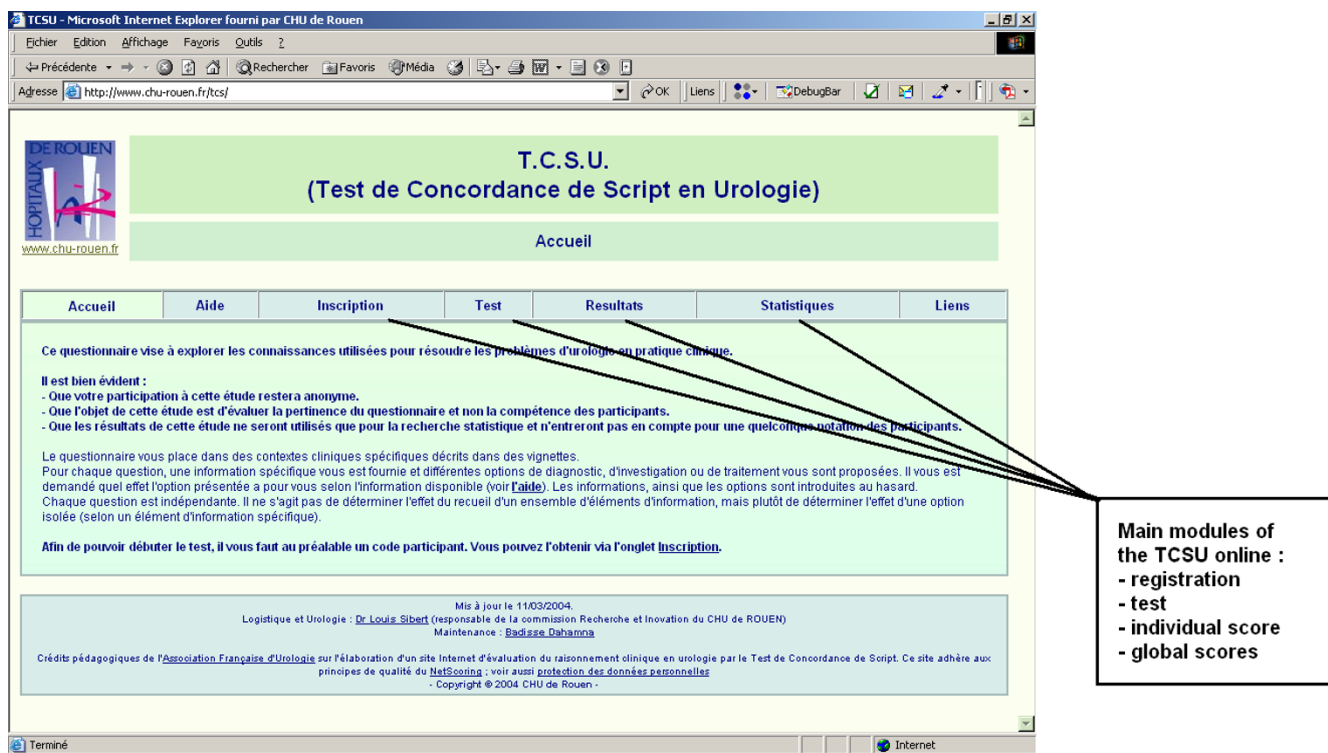 TCSU - Microsoft Internet Explorer fourni par CHU de Rouen
Fichier Edition Affichage Favoris Outils ?
Précédente Rechercher Favoris Média
Adresse http://www.chu-rouen.fr/tcs/ OK Liens DebugBar
HOPITAUX DE ROUEN
www.chu-rouen.fr
T.C.S.U.
(Test de Concordance de Script en Urologie)
Accueil
Accueil Aide Inscription Test Resultats Statistiques Liens
Ce questionnaire vise à explorer les connaissances utilisées pour résoudre les problèmes d'urologie en pratique clinique.
Il est bien évident :
- Que votre participation à cette étude restera anonyme.
- Que l'objet de cette étude est d'évaluer la pertinence du questionnaire et non la compétence des participants.
- Que les résultats de cette étude ne seront utilisés que pour la recherche statistique et n'entreront pas en compte pour une quelconque notation des participants.
Le questionnaire vous place dans des contextes cliniques spécifiques décrits dans des vignettes.
Pour chaque question, une information spécifique vous est fournie et différentes options de diagnostic, d'investigation ou de traitement vous sont proposées. Il vous est
demandé quel effet l'option présentée a pour vous selon l'information disponible (voir l'aide). Les informations, ainsi que les options sont introduites au hasard.
Chaque question est indépendante. Il ne s'agit pas de déterminer l'effet du recueil d'un ensemble d'éléments d'information, mais plutôt de déterminer l'effet d'une option
isolée (selon un élément d'information spécifique).
Afin de pouvoir débuter le test, il vous faut au préalable un code participant. Vous pouvez l'obtenir via l'onglet Inscription.
Mis à jour le 11/03/2004.
Logistique et Urologie : Dr Louis Sibert (responsable de la commission Recherche et Inovation du CHU de ROUEN)
Maintenance : Badisse Dahamna
Crédits pédagogiques de l'Association Française d'Urologie sur l'élaboration d'un site Internet d'évaluation du raisonnement clinique en urologie par le Test de Concordance de Script. Ce site adhère aux
principes de qualité du NetScoring ; voir aussi protection des données personnelles
- Copyright © 2004 CHU de Rouen -
Terminé Internet
Main modules of
the TCSU online :
- registration
- test
- individual score
- global scores